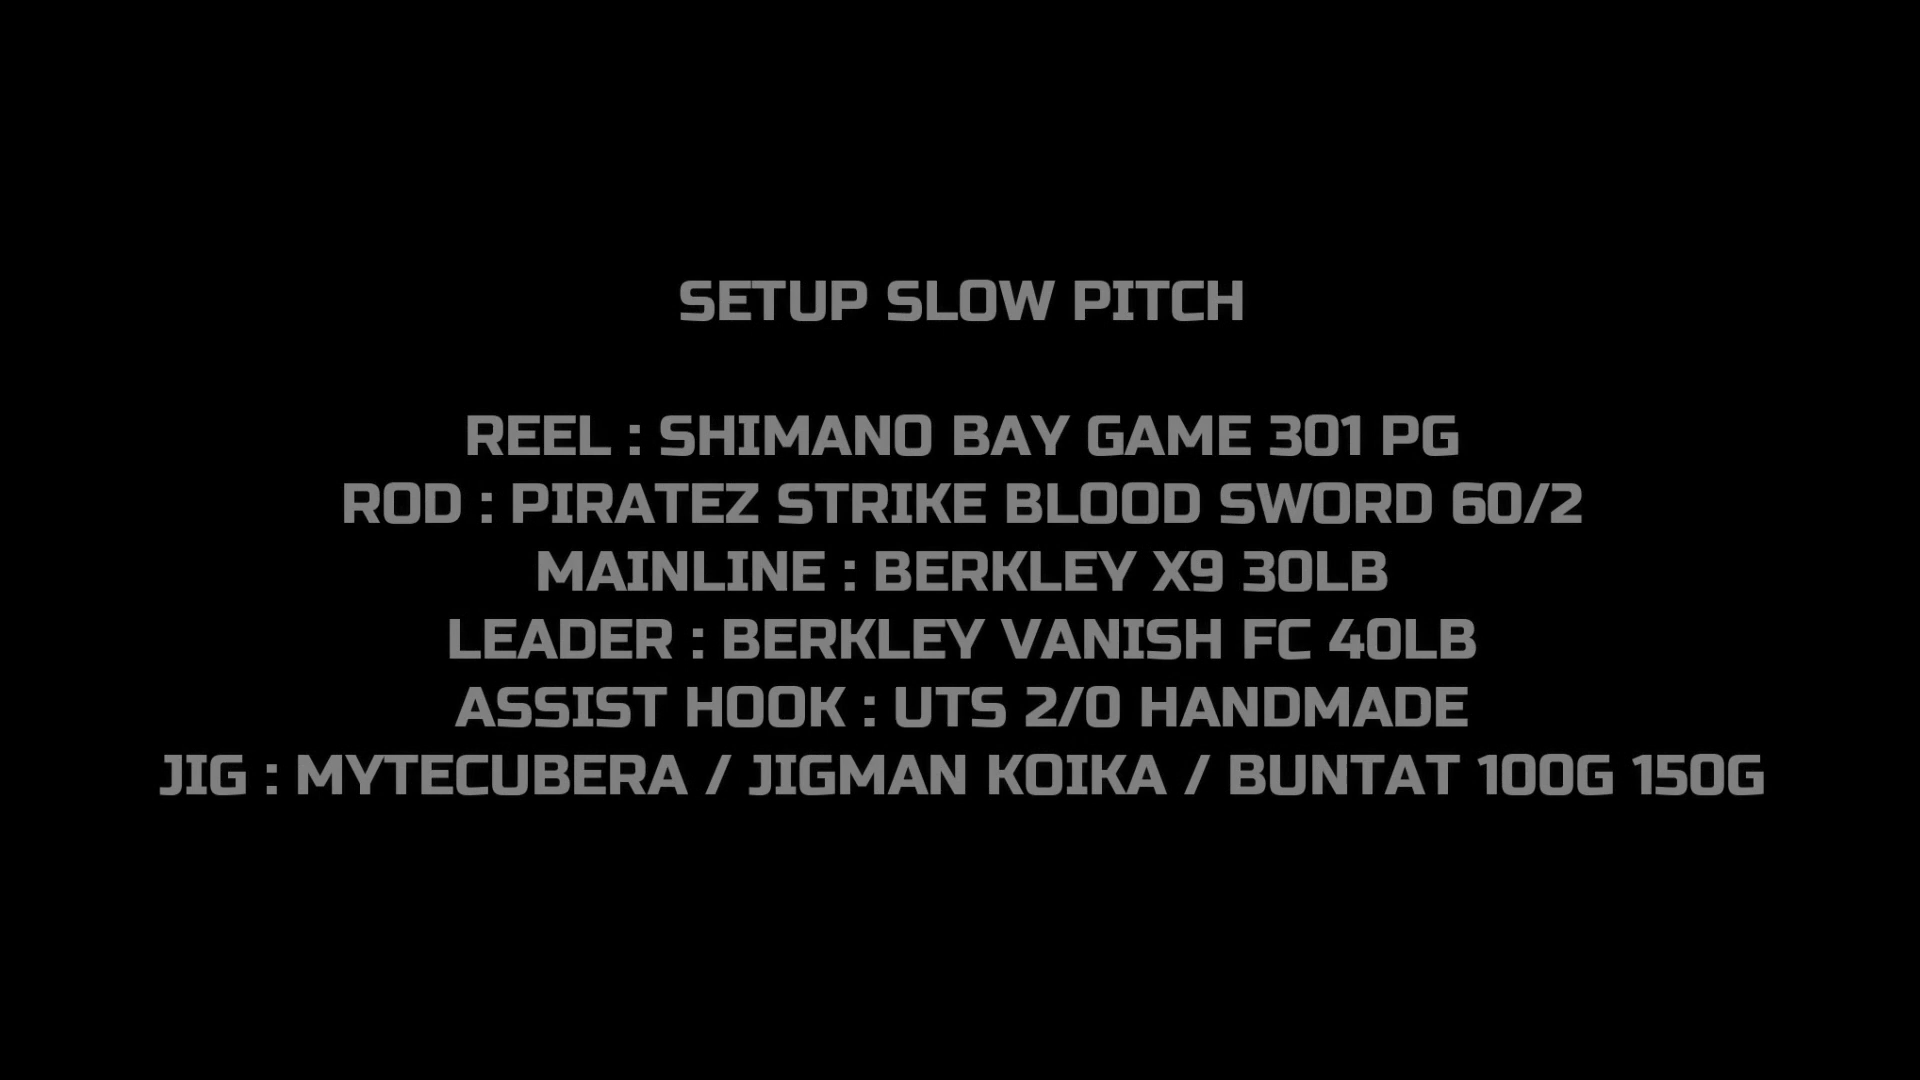 SETUP SLOW PITCH
REEL : SHIMANO BAY GAME 301 PG
ROD : PIRATEZ STRIKE BLOOD SWORD 60/2
MAINLINE : BERKLEY X9 30LB
LEADER : BERKLEY VANISH FC 40LB
ASSIST HOOK : UTS 2/0 HANDMADE
JIG : MYTECUBERA / JIGMAN KOIKA / BUNTAT 100G 150G